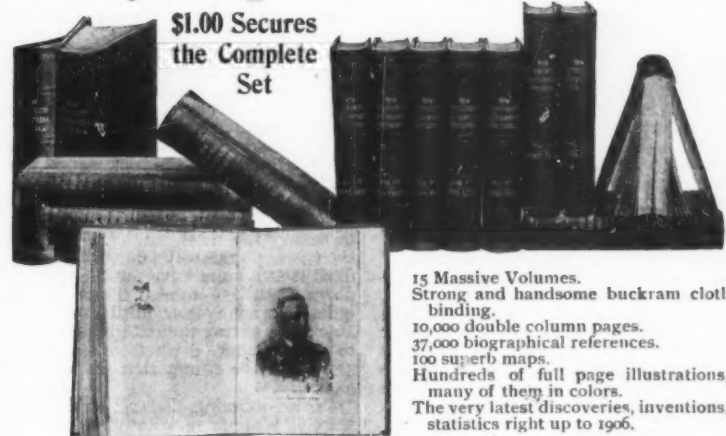 $1.00 Secures
the Complete
Set
15 Massive Volumes.
Strong and handsome buckram cloth
binding.
10,000 double column pages.
37,000 biographical references.
100 superb maps.
Hundreds of full page illustrations
many of them in colors.
The very latest discoveries, inventions,
statistics right up to 1906.